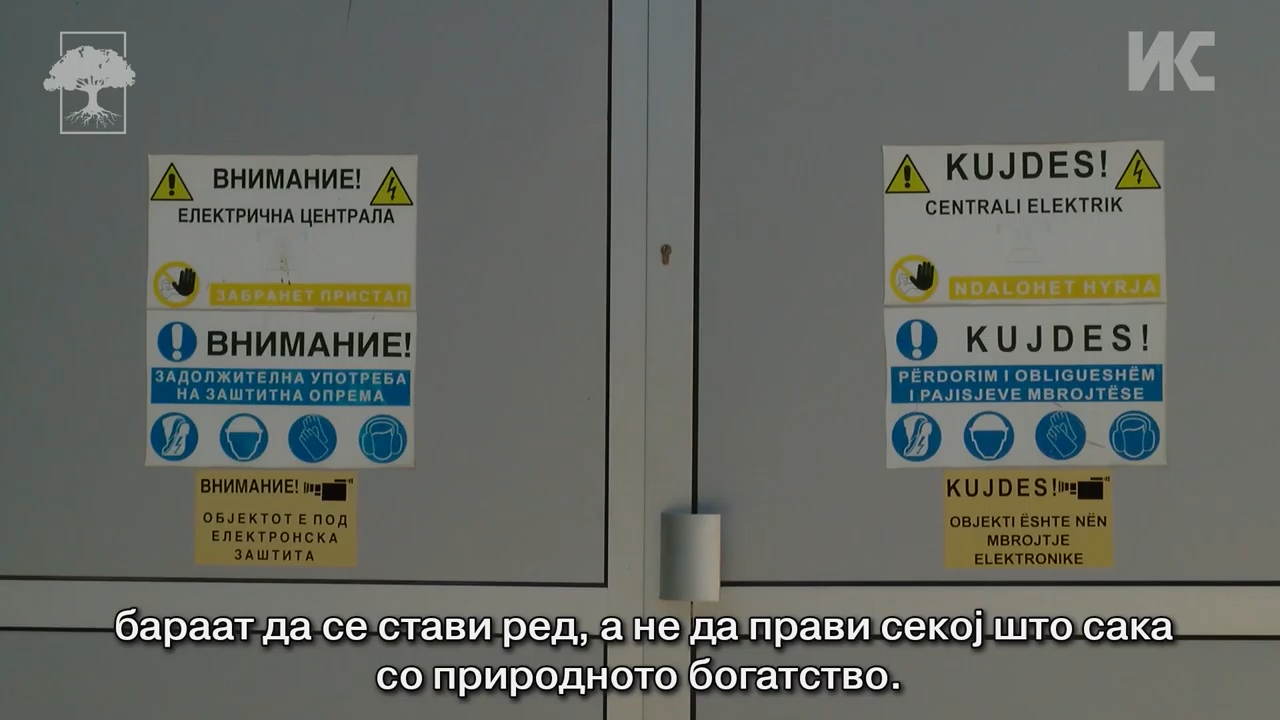 ИС
ВНИМАНИЕ!
ЕЛЕКТРИЧНА ЦЕНТРАЛА
ЗАБРАНЕТ ПРИСТАП
ВНИМАНИЕ!
ЗАДОЛЖИТЕЛНА УПОТРЕБА
НА ЗАШТИТНА ОПРЕМА
ВНИМАНИЕ!
ОБЈЕКТОТ Е ПОД
ЕЛЕКТРОНСКА
ЗАШТИТА
KUJDES!
CENTRALI ELEKTRIK
NDALOHET HYRJA
KUJDES!
PËRDORIM I OBLIGUESHËM
I PAJISJEVE MBROJTËSE
KUJDES!
OBJEKTI ËSHTE NËN
MBROJTJE
ELEKTRONIKE
бараат да се стави ред, а не да прави секој што сака
со природното богатство.